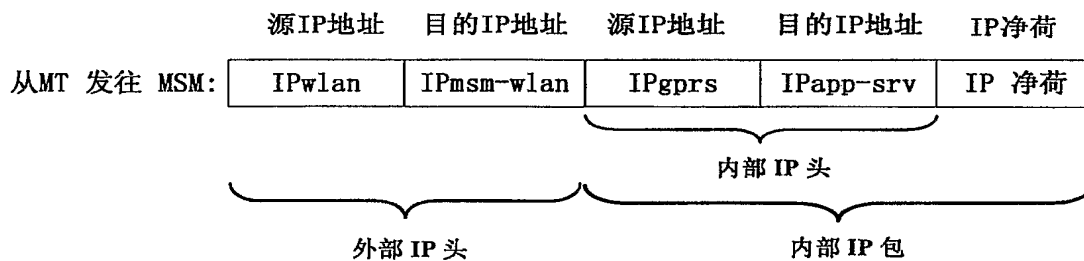 源IP地址 目的IP地址 源IP地址 目的IP地址 IP净荷
从MT 发往 MSM: IPwlan IPmsm-wlan IPgprs IPapp-srv IP 净荷
内部 IP 头
外部 IP 头 内部 IP 包